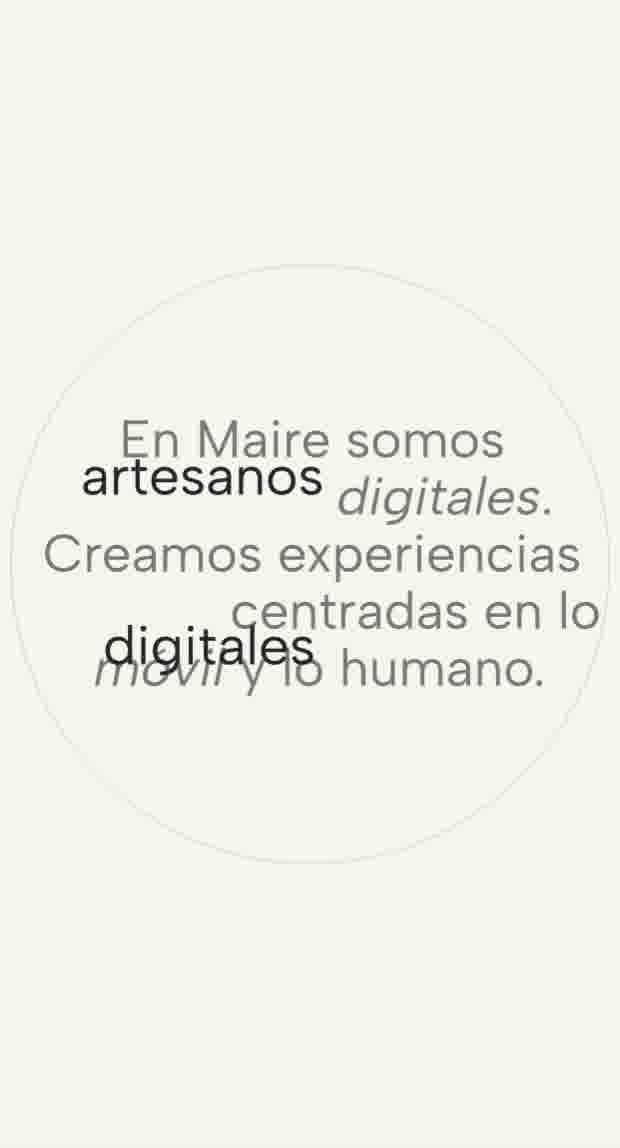 En Maire somos
artesanos
digitales.
Creamos experiencias
centradas en lo
digitales
móvil y lo humano.